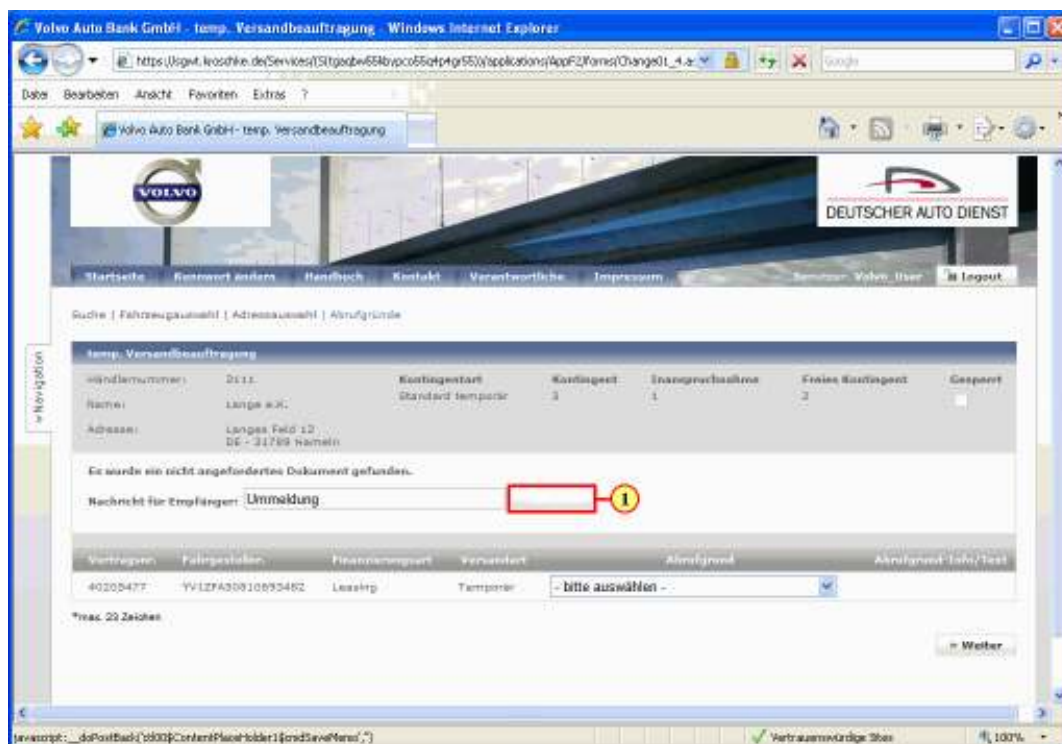 Volvo Auto Bank GmbH - temp. Versandbeauftragung - Windows Internet Explorer
Google
Datei Bearbeiten Ansicht Favoriten Extras ?
Volvo Auto Bank GmbH - temp. Versandbeauftragung
VOLVO
DEUTSCHER AUTO DIENST
Startseite Kennwort ändern Handbuch Kontakt Verantwortliche Impressum Benutzer: Volvo_User Logout
Suche | Fahrzeugauswahl | Adressauswahl | Abrufgründe
» Navigation
temp. Versandbeauftragung
Händlernummer: 2111 Kontingentart Kontingent Inanspruchnahme Freies Kontingent Gesperrt
Name: Lange e.K. Standard temporär 3 1 2
Adresse: Langes Feld 12
DE - 31789 Hameln
Es wurde ein nicht angefordertes Dokument gefunden.
Nachricht für Empfänger: Ummeldung
1
Vertragsnr. Fahrgestellnr. Finanzierungsart Versandart Abrufgrund Abrufgrund-Info/Text
Leasing Temporär - bitte auswählen -
*max. 23 Zeichen
» Weiter
Vertrauenswürdige Sites 100%